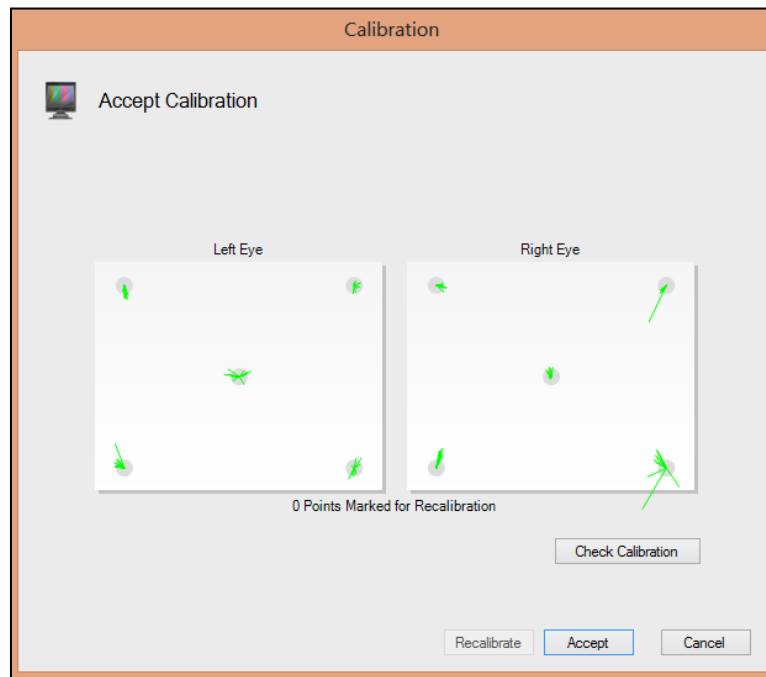 Calibration
Accept Calibration
Left Eye
Right Eye
0 Points Marked for Recalibration
Check Calibration
Recalibrate
Accept
Cancel